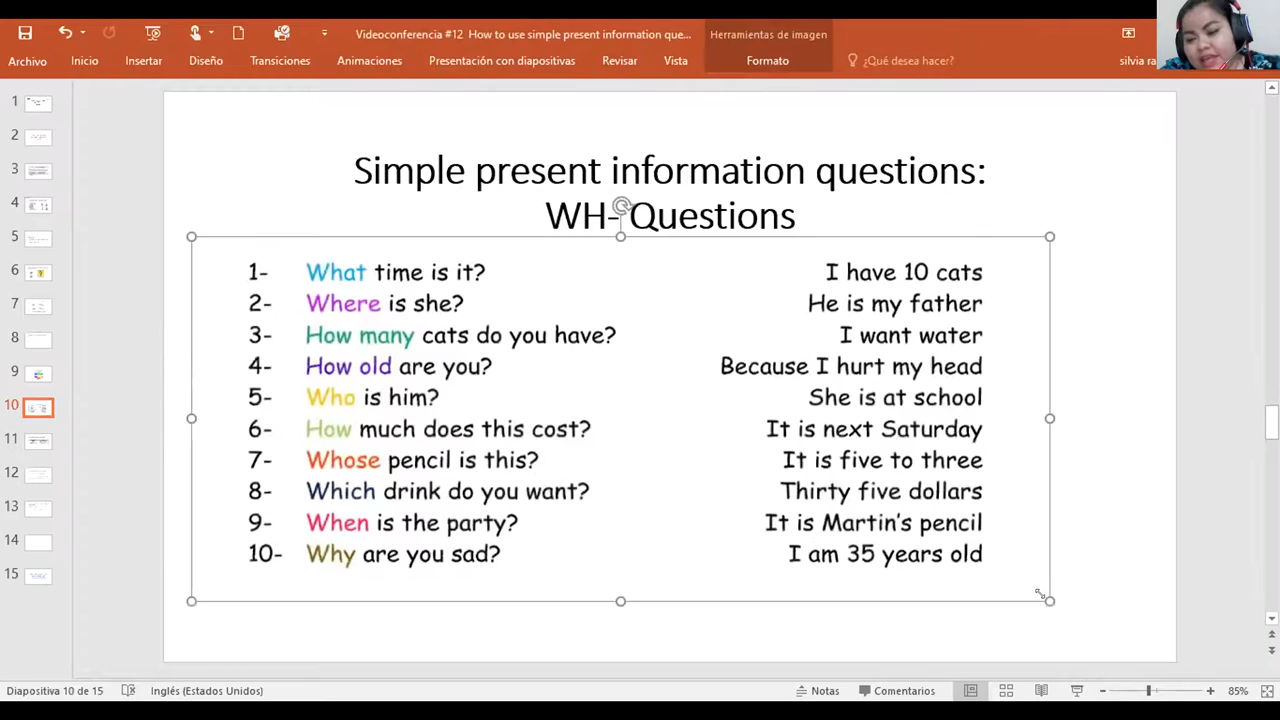 Videoconferencia #12 How to use simple present information que...
Herramientas de imagen
Archivo Inicio Insertar Diseño Transiciones Animaciones Presentación con diapositivas Revisar Vista Formato ¿Qué desea hacer? silvia ra
Simple present information questions:
WH- Questions
1- What time is it? I have 10 cats
2- Where is she? He is my father
3- How many cats do you have? I want water
4- How old are you? Because I hurt my head
5- Who is him? She is at school
6- How much does this cost? It is next Saturday
7- Whose pencil is this? It is five to three
8- Which drink do you want? Thirty five dollars
9- When is the party? It is Martin's pencil
10- Why are you sad? I am 35 years old
1
2
3
4
5
6
7
8
9
10
11
12
13
14
15
Diapositiva 10 de 15 Inglés (Estados Unidos) Notas Comentarios 85%